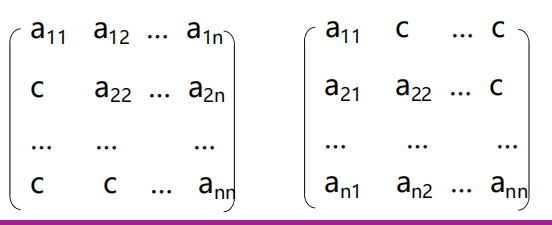 a₁₁ a₁₂ ... a₁ₙ a₁₁ c ... c
c a₂₂ ... a₂ₙ a₂₁ a₂₂ ... c
... ... ... ... ... ...
c c ... aₙₙ aₙ₁ aₙ₂ ... aₙₙ